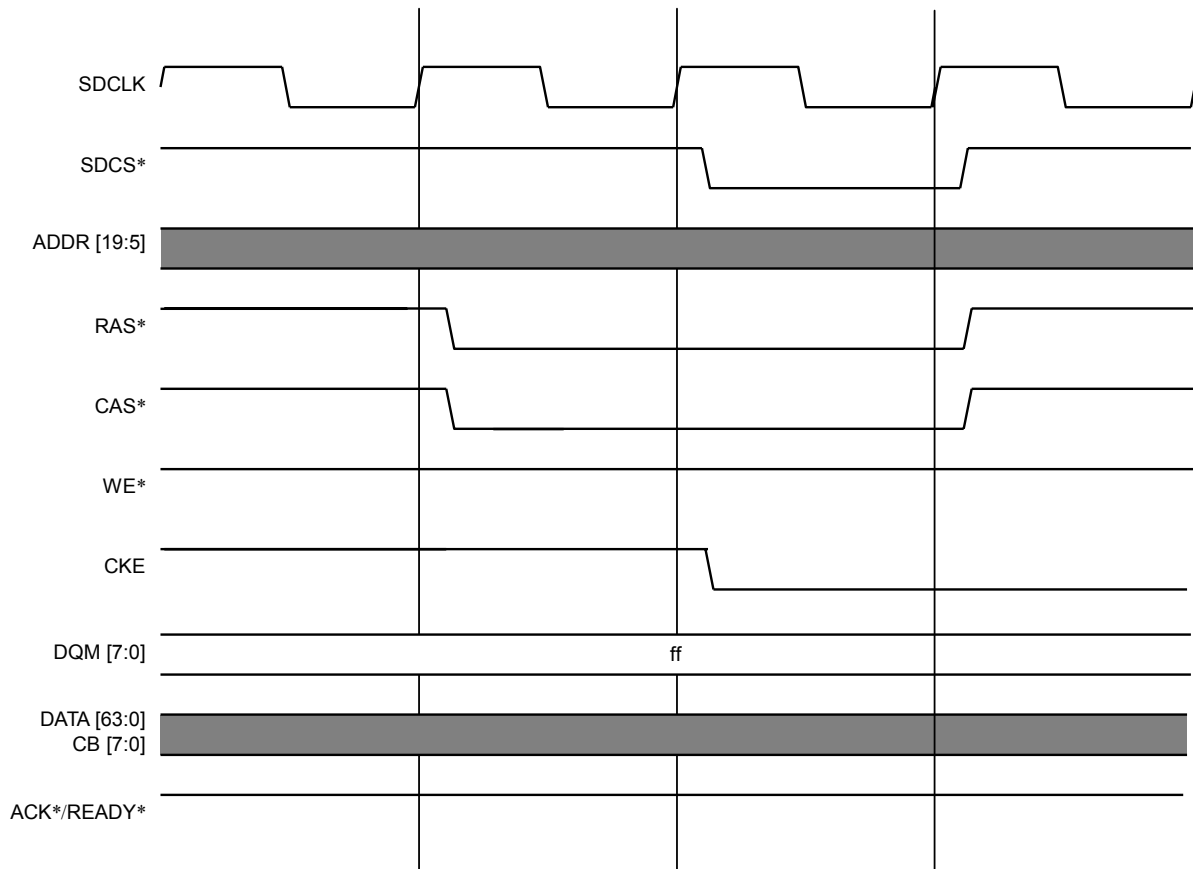 SDCLK
SDCS*
ADDR [19:5]
RAS*
CAS*
WE*
CKE
DQM [7:0]
ff
DATA [63:0]
CB [7:0]
ACK*/READY*